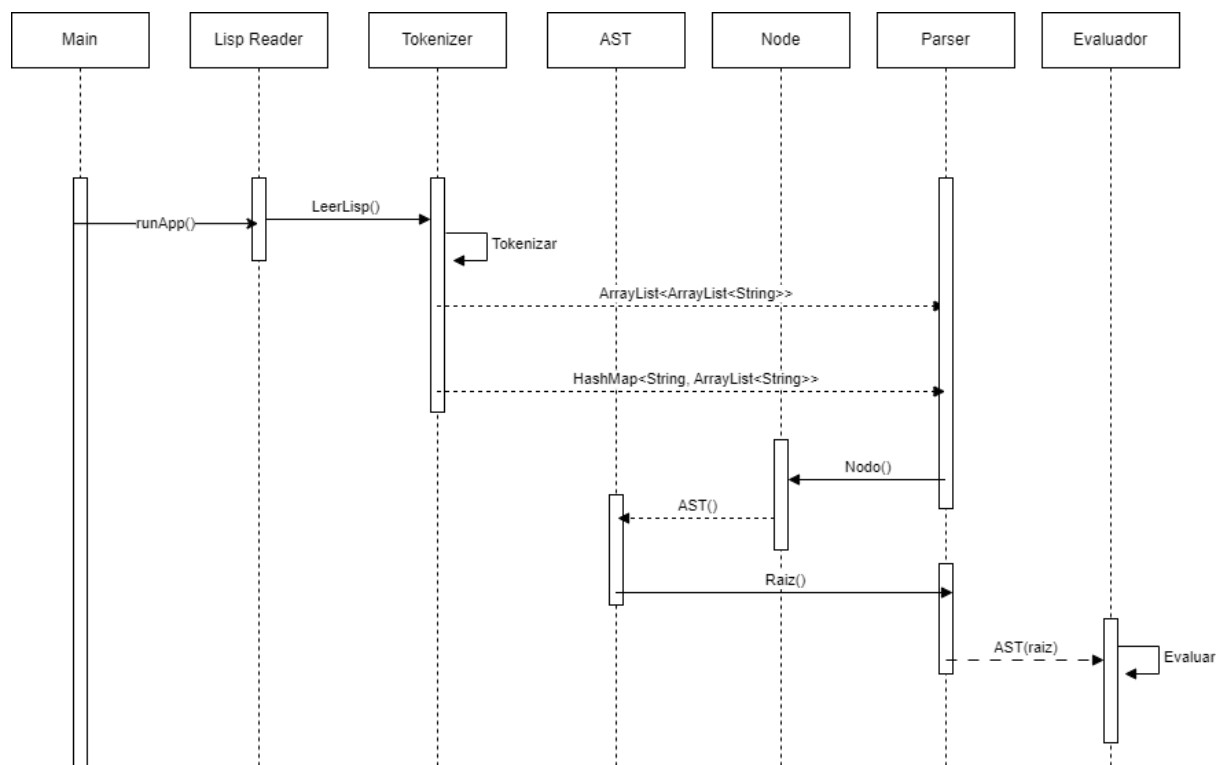 Main
Lisp Reader
Tokenizer
AST
Node
Parser
Evaluador
runApp()
LeerLisp()
Tokenizar
ArrayList<ArrayList<String>>
HashMap<String, ArrayList<String>>
Nodo()
AST()
Raiz()
AST(raiz)
Evaluar